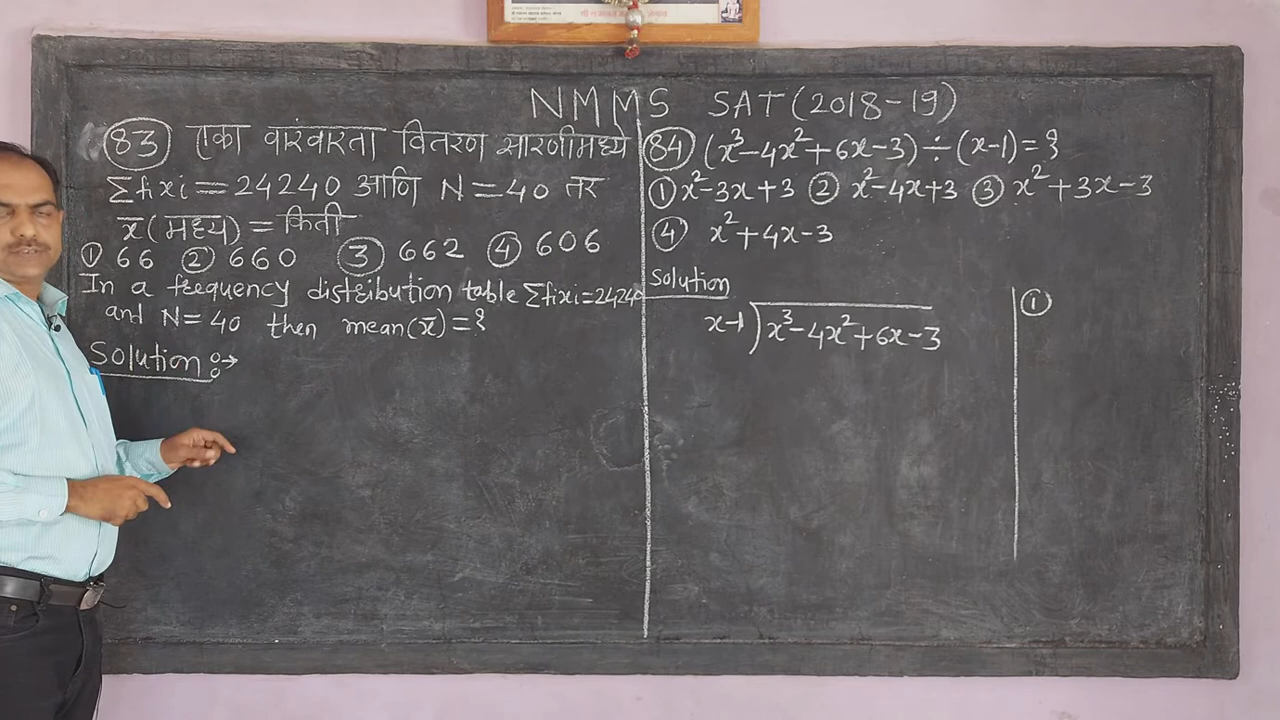 NMMS SAT (2018-19)
(83) एका वारंवारता वितरण सारणीमध्ये
∑fixi = 24240 आणि N = 40 तर
x̅ (मध्य) = किती
① 66 ② 660 ③ 662 ④ 606
In a frequency distribution table ∑fixi=24240
and N=40 then mean(x̅)=?
Solution :→
(84) (x³-4x²+6x-3)÷(x-1)=?
① x²-3x+3 ② x²-4x+3 ③ x²+3x-3
④ x²+4x-3
Solution
x-1) x³-4x²+6x-3
①